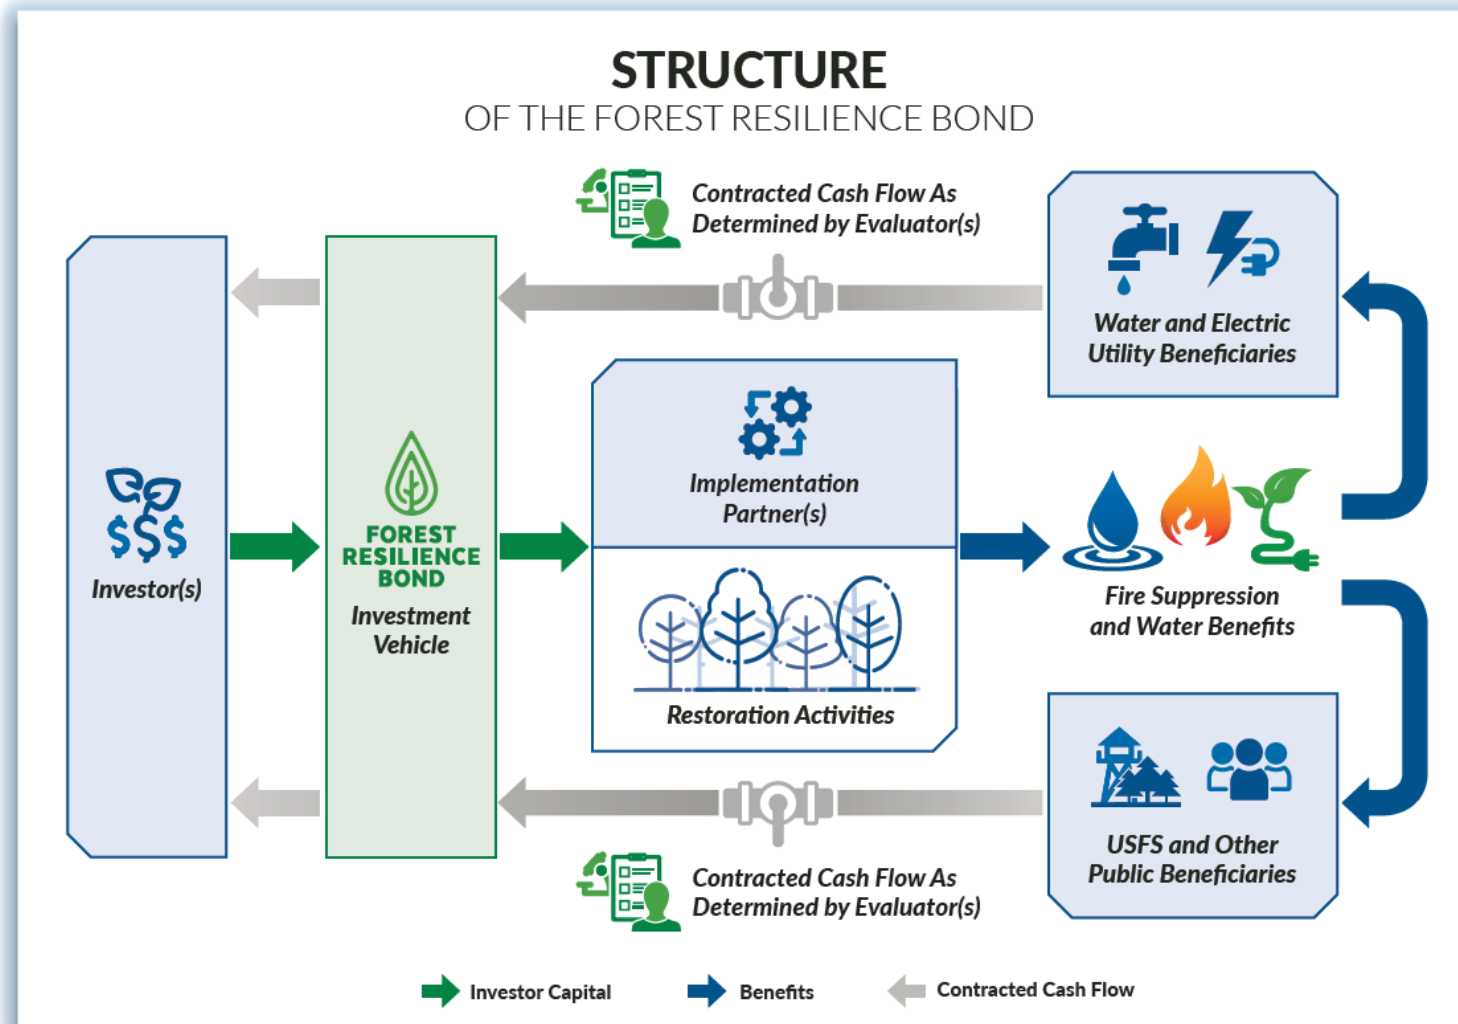 STRUCTURE
OF THE FOREST RESILIENCE BOND
Contracted Cash Flow As
Determined by Evaluator(s)
Water and Electric
Utility Beneficiaries
Implementation
Partner(s)
$$$
Investor(s)
FOREST
RESILIENCE
BOND
Investment
Vehicle
Fire Suppression
and Water Benefits
Restoration Activities
USFS and Other
Public Beneficiaries
Contracted Cash Flow As
Determined by Evaluator(s)
Investor Capital
Benefits
Contracted Cash Flow